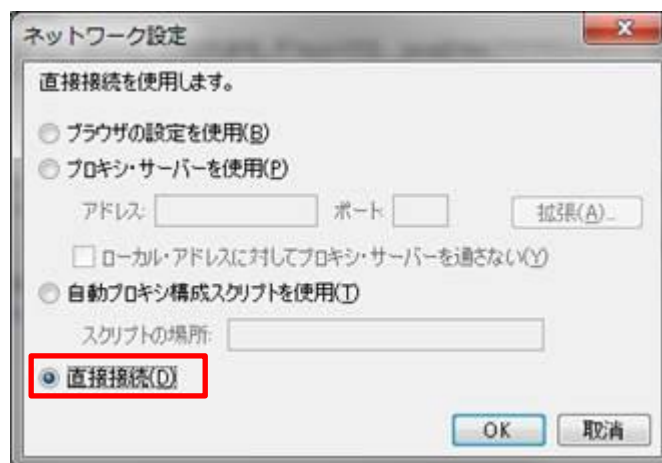 ネットワーク設定
直接接続を使用します。
ブラウザの設定を使用(B)
プロキシ・サーバーを使用(P)
アドレス: ポート: 拡張(A)...
ローカル・アドレスに対してプロキシ・サーバーを通さない(Y)
自動プロキシ構成スクリプトを使用(T)
スクリプトの場所:
直接接続(D)
OK 取消